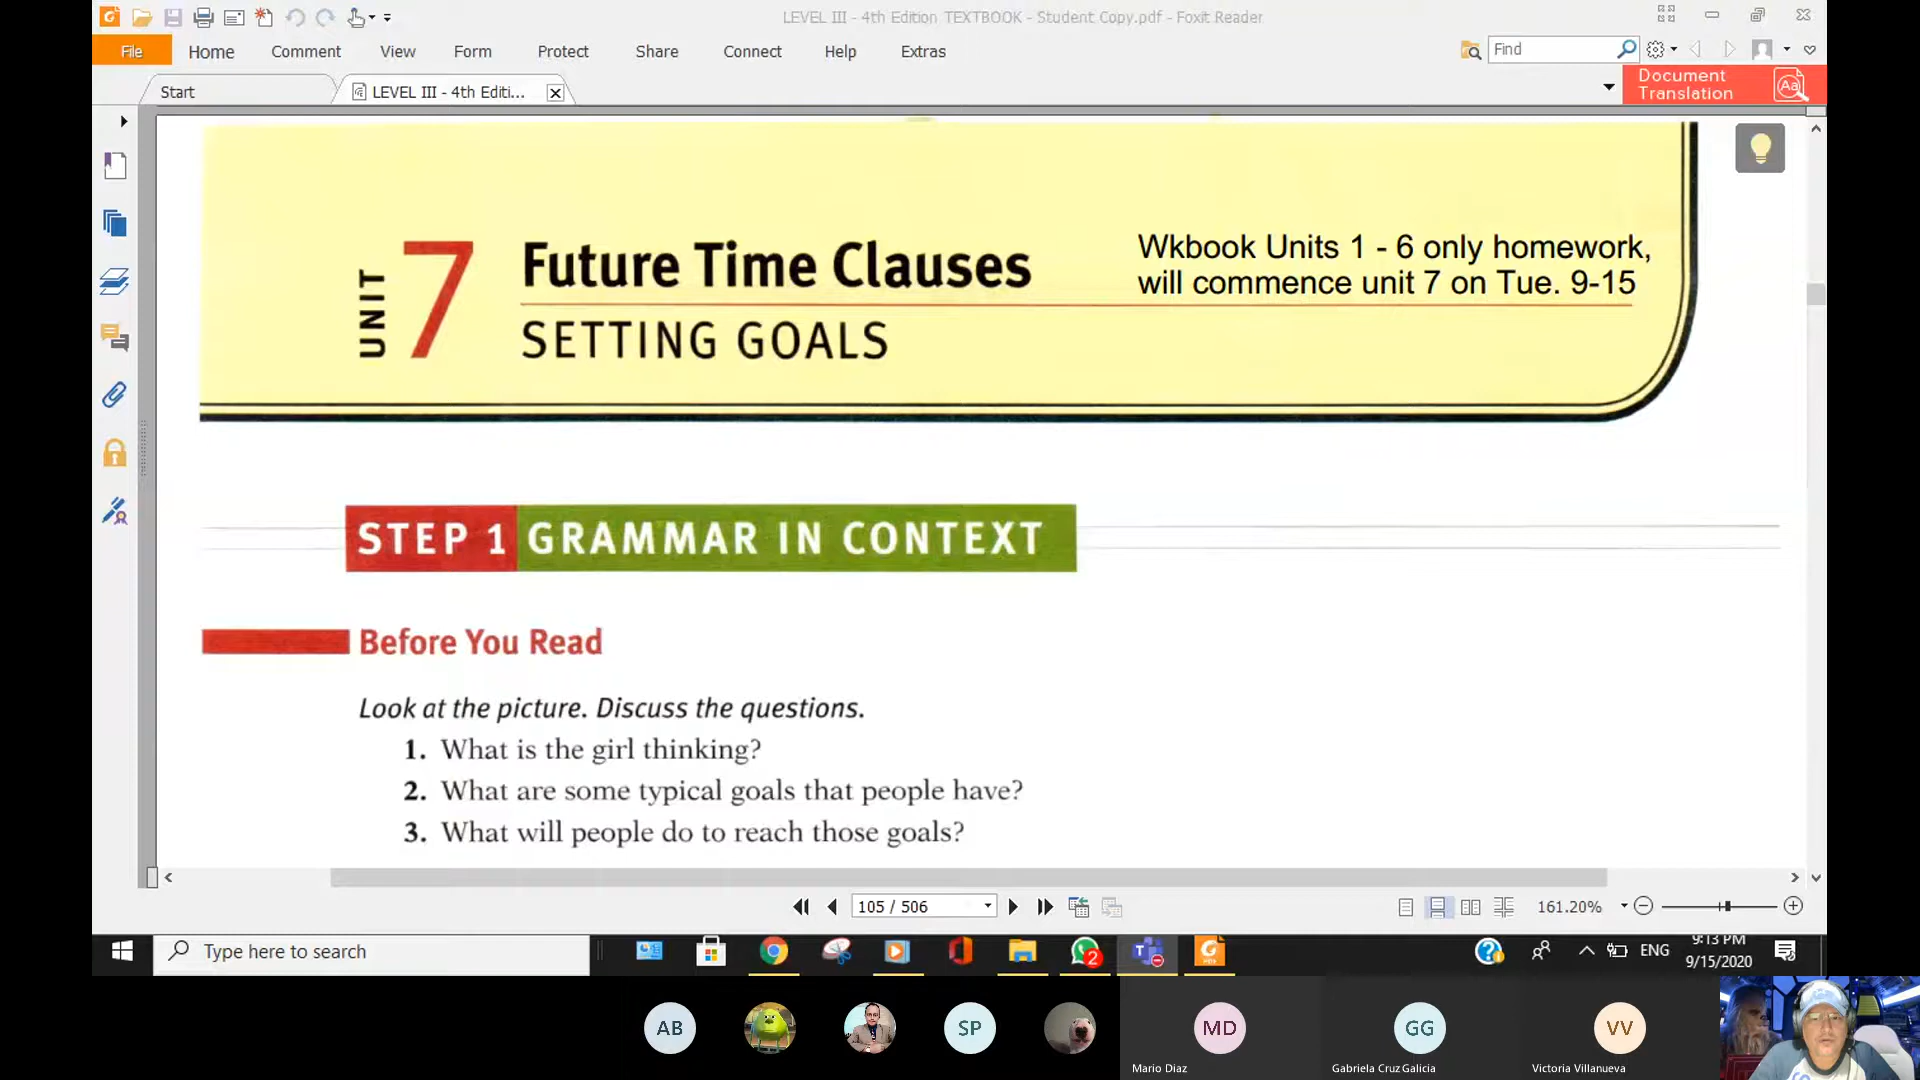 LEVEL III - 4th Edition TEXTBOOK - Student Copy.pdf - Foxit Reader
File Home Comment View Form Protect Share Connect Help Extras
Find
Start
LEVEL III - 4th Editi...
Document
Translation
UNIT 7
Future Time Clauses
SETTING GOALS
Wkbook Units 1 - 6 only homework,
will commence unit 7 on Tue. 9-15
STEP 1 GRAMMAR IN CONTEXT
Before You Read
Look at the picture. Discuss the questions.
1. What is the girl thinking?
2. What are some typical goals that people have?
3. What will people do to reach those goals?
105 / 506
161.20%
Type here to search
2
ENG
9:13 PM
9/15/2020
AB
SP
MD
GG
VV
Mario Diaz
Gabriela Cruz Galicia
Victoria Villanueva